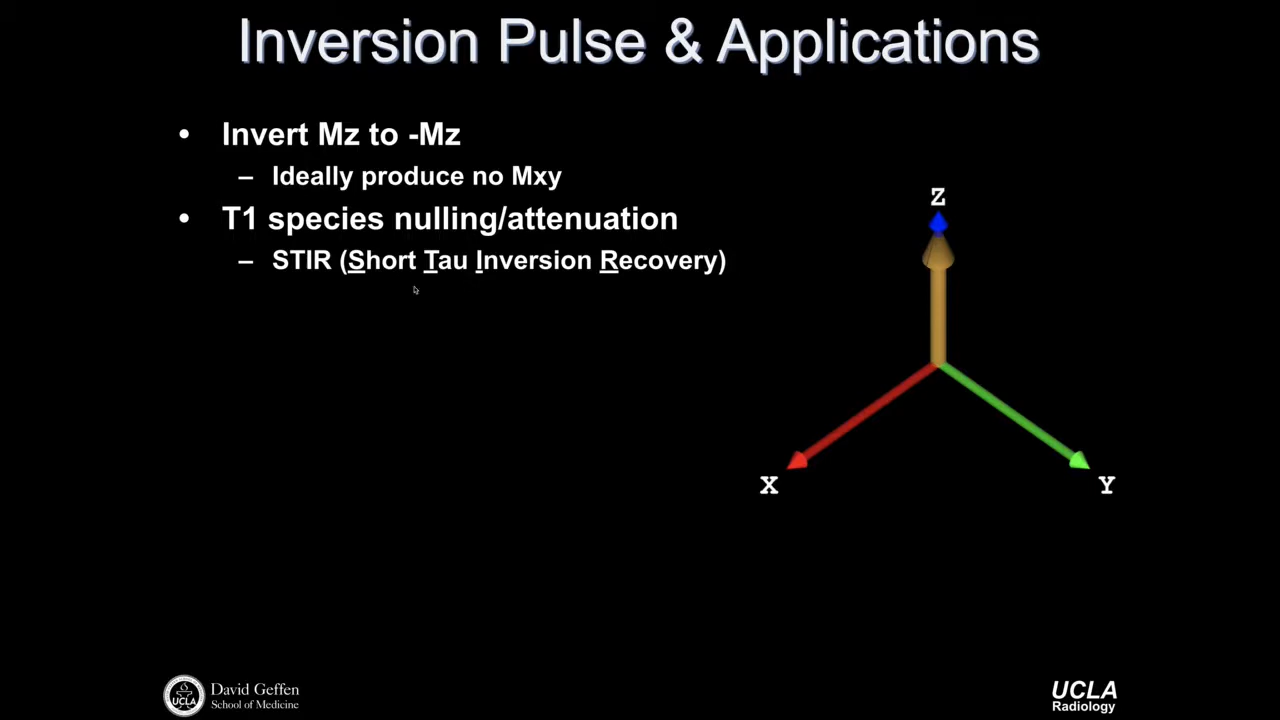 Inversion Pulse & Applications
• Invert Mz to -Mz
– Ideally produce no Mxy
• T1 species nulling/attenuation
– STIR (Short Tau Inversion Recovery)
Z
X
Y
UCLA
David Geffen
School of Medicine
UCLA
Radiology